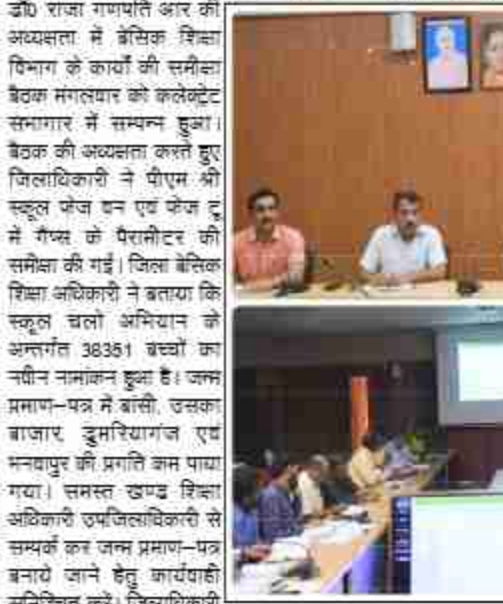 डॉ0 राजा गणपति आर की
अध्यक्षता में बेसिक शिक्षा
विभाग के कार्यों की समीक्षा
बैठक मंगलवार को कलेक्ट्रेट
सभागार में सम्पन्न हुआ।
बैठक की अध्यक्षता करते हुए
जिलाधिकारी ने पीएम श्री
स्कूल फेज वन एवं फेज टू
में गैप्स के पैरामीटर की
समीक्षा की गई। जिला बेसिक
शिक्षा अधिकारी ने बताया कि
स्कूल चलो अभियान के
अन्तर्गत 38351 बच्चों का
नवीन नामांकन हुआ है। जन्म
प्रमाण–पत्र में बांसी, उसका
बाजार, डुमरियागंज एवं
भनवापुर की प्रगति कम पाया
गया। समस्त खण्ड शिक्षा
अधिकारी उपजिलाधिकारी से
सम्पर्क कर जन्म प्रमाण–पत्र
बनाये जाने हेतु कार्यवाही
सुनिश्चित करें। जिलाधिकारी